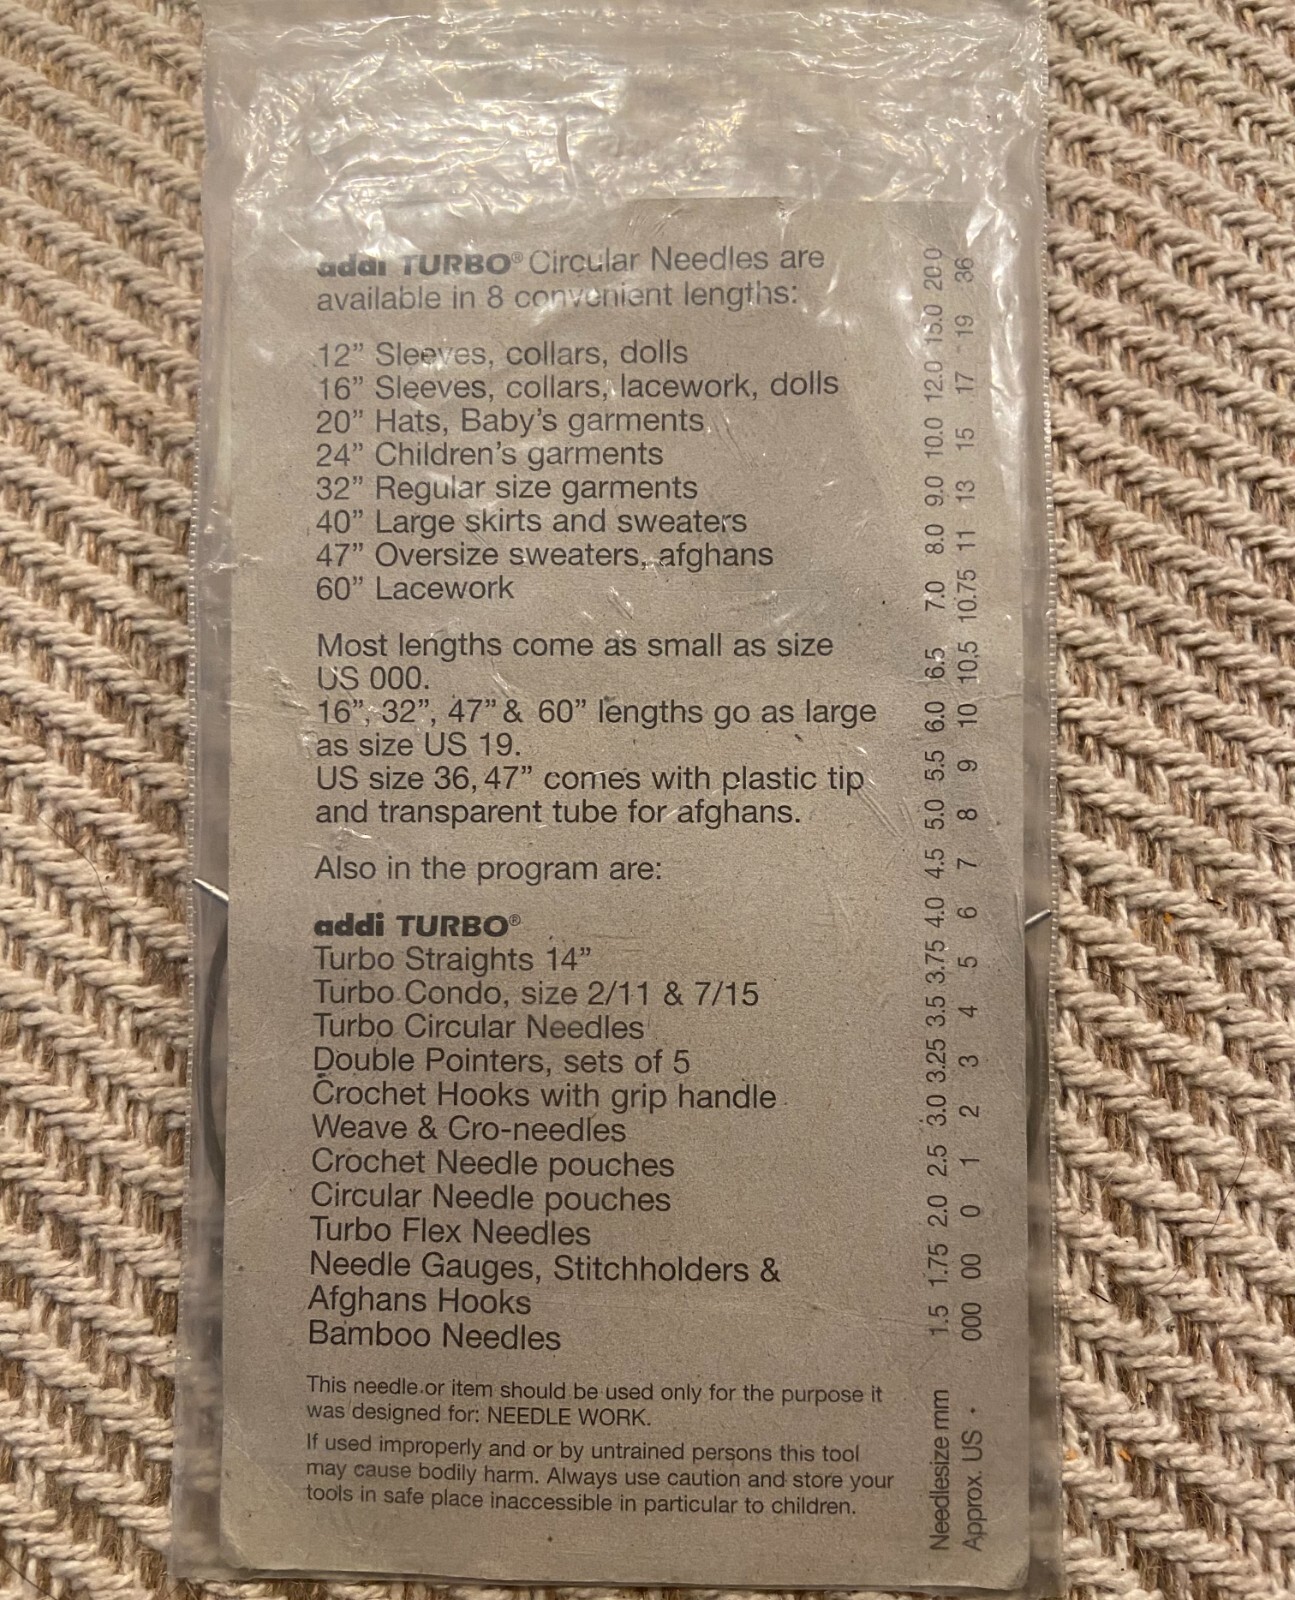 addi TURBO® Circular Needles are
available in 8 convenient lengths:
12” Sleeves, collars, dolls
16” Sleeves, collars, lacework, dolls
20” Hats, Baby’s garments
24” Children’s garments
32” Regular size garments
40” Large skirts and sweaters
47” Oversize sweaters, afghans
60” Lacework
Most lengths come as small as size
US 000.
16”, 32”, 47” & 60” lengths go as large
as size US 19.
US size 36, 47” comes with plastic tip
and transparent tube for afghans.
Also in the program are:
addi TURBO®
Turbo Straights 14”
Turbo Condo, size 2/11 & 7/15
Turbo Circular Needles
Double Pointers, sets of 5
Crochet Hooks with grip handle
Weave & Cro-needles
Crochet Needle pouches
Circular Needle pouches
Turbo Flex Needles
Needle Gauges, Stitchholders &
Afghans Hooks
Bamboo Needles
This needle or item should be used only for the purpose it
was designed for: NEEDLE WORK.
If used improperly and or by untrained persons this tool
may cause bodily harm. Always use caution and store your
tools in safe place inaccessible in particular to children.
Needlesize mm 1.5 1.75 2.0 2.5 3.0 3.25 3.5 3.75 4.0 4.5 5.0 5.5 6.0 6.5 7.0 8.0 9.0 10.0 12.0 15.0 20.0
Approx. US 000 00 0 1 2 3 4 5 6 7 8 9 10 10,5 10.75 11 13 15 17 19 36